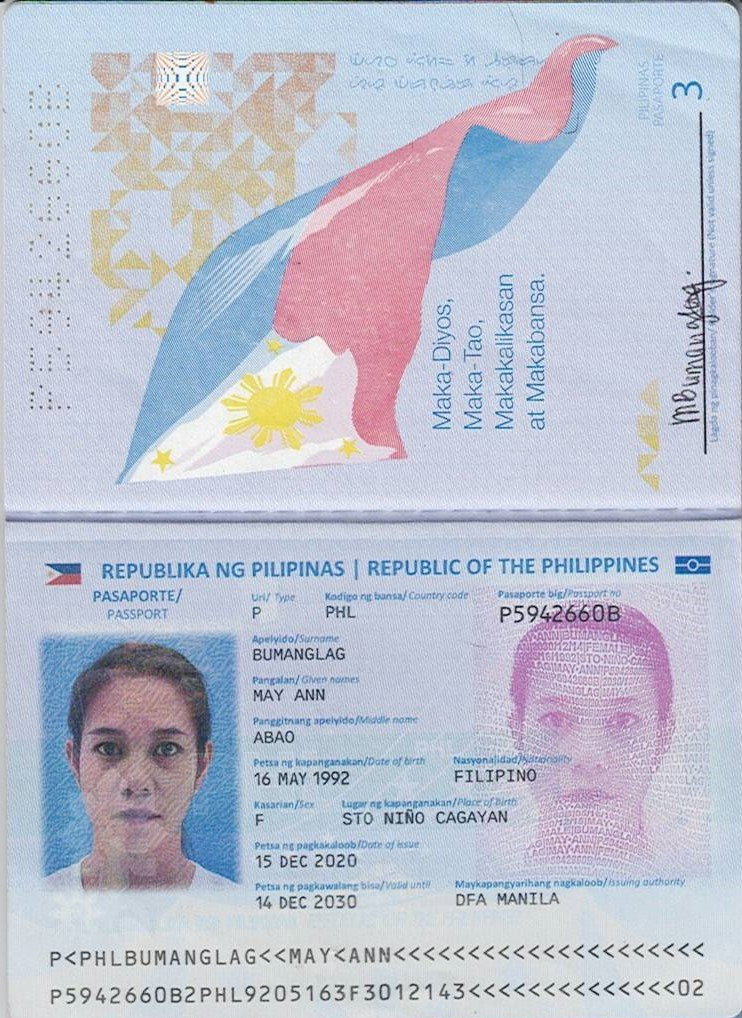 PILIPINAS
PASAPORTE
3
Maka-Diyos,
Maka-Tao,
Makakalikasan
at Makabansa.
MBumanglag.
REPUBLIKA NG PILIPINAS | REPUBLIC OF THE PHILIPPINES
PASAPORTE/
PASSPORT
Uri/ Type
P
Kodigo ng bansa/ Country code
PHL
Pasaporte blg/Passport no
P5942660B
Apelyido/Surname
BUMANGLAG
Pangalan/Given names
MAY ANN
Panggitnang apelyido/Middle name
ABAO
Petsa ng kapanganakan/Date of birth
16 MAY 1992
Nasyonalidad/Nationality
FILIPINO
Kasarian/Sex
F
Lugar ng kapanganakan/Place of Birth
STO NIÑO CAGAYAN
Petsa ng pagkakaloob/Date of issue
15 DEC 2020
Petsa ng pagkawalang bisa/Valid until
14 DEC 2030
Maykapangyarihang nagkaloob/Issuing authority
DFA MANILA
P<PHLBUMANGLAG<<MAY<ANN<<<<<<<<<<<<<<<<<<<<<
P5942660B2PHL9205163F3012143<<<<<<<<<<<<<<02